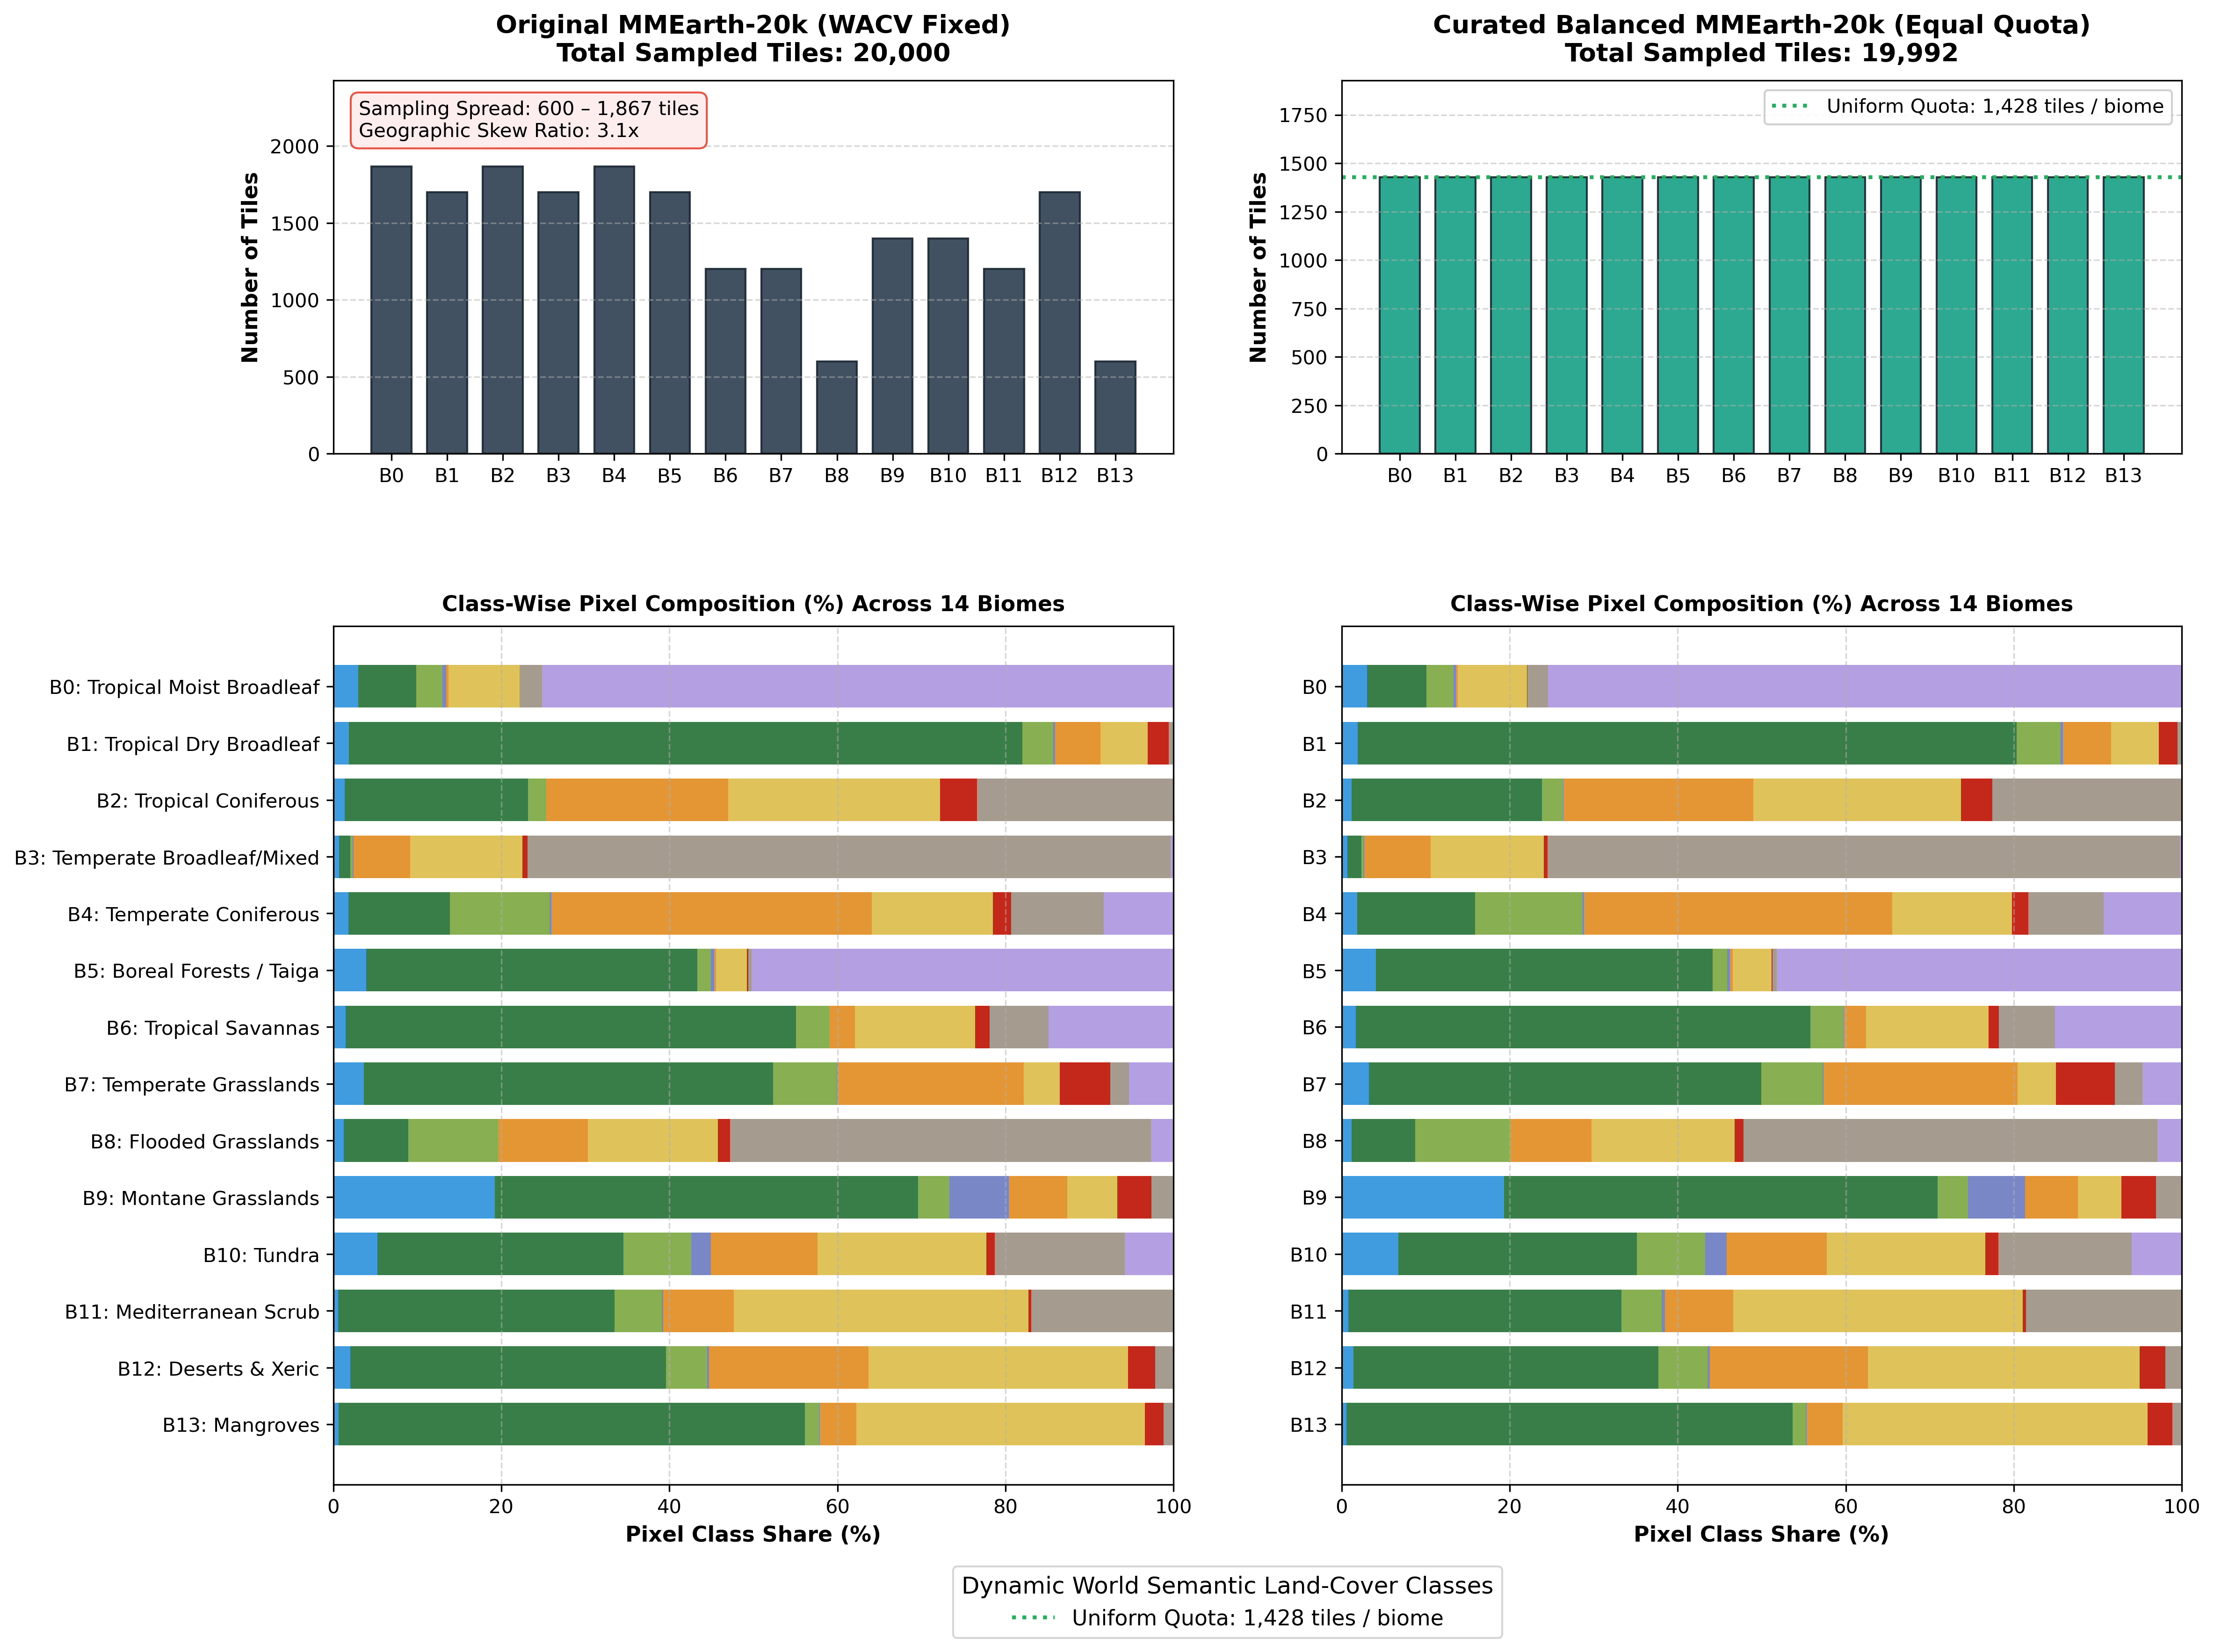 Original MMEarth-20k (WACV Fixed)
Total Sampled Tiles: 20,000
Sampling Spread: 600 – 1,867 tiles
Geographic Skew Ratio: 3.1x
Number of Tiles
2000
1500
1000
500
0
B0 B1 B2 B3 B4 B5 B6 B7 B8 B9 B10 B11 B12 B13
Curated Balanced MMEarth-20k (Equal Quota)
Total Sampled Tiles: 19,992
Uniform Quota: 1,428 tiles / biome
Number of Tiles
1750
1500
1250
1000
750
500
250
0
B0 B1 B2 B3 B4 B5 B6 B7 B8 B9 B10 B11 B12 B13
Class-Wise Pixel Composition (%) Across 14 Biomes
B0: Tropical Moist Broadleaf
B1: Tropical Dry Broadleaf
B2: Tropical Coniferous
B3: Temperate Broadleaf/Mixed
B4: Temperate Coniferous
B5: Boreal Forests / Taiga
B6: Tropical Savannas
B7: Temperate Grasslands
B8: Flooded Grasslands
B9: Montane Grasslands
B10: Tundra
B11: Mediterranean Scrub
B12: Deserts & Xeric
B13: Mangroves
0 20 40 60 80 100
Pixel Class Share (%)
Class-Wise Pixel Composition (%) Across 14 Biomes
B0
B1
B2
B3
B4
B5
B6
B7
B8
B9
B10
B11
B12
B13
0 20 40 60 80 100
Pixel Class Share (%)
Dynamic World Semantic Land-Cover Classes
Uniform Quota: 1,428 tiles / biome